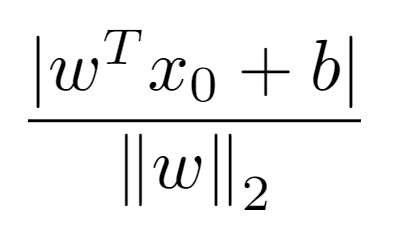 |w^T x_0 + b|
‖w‖_2